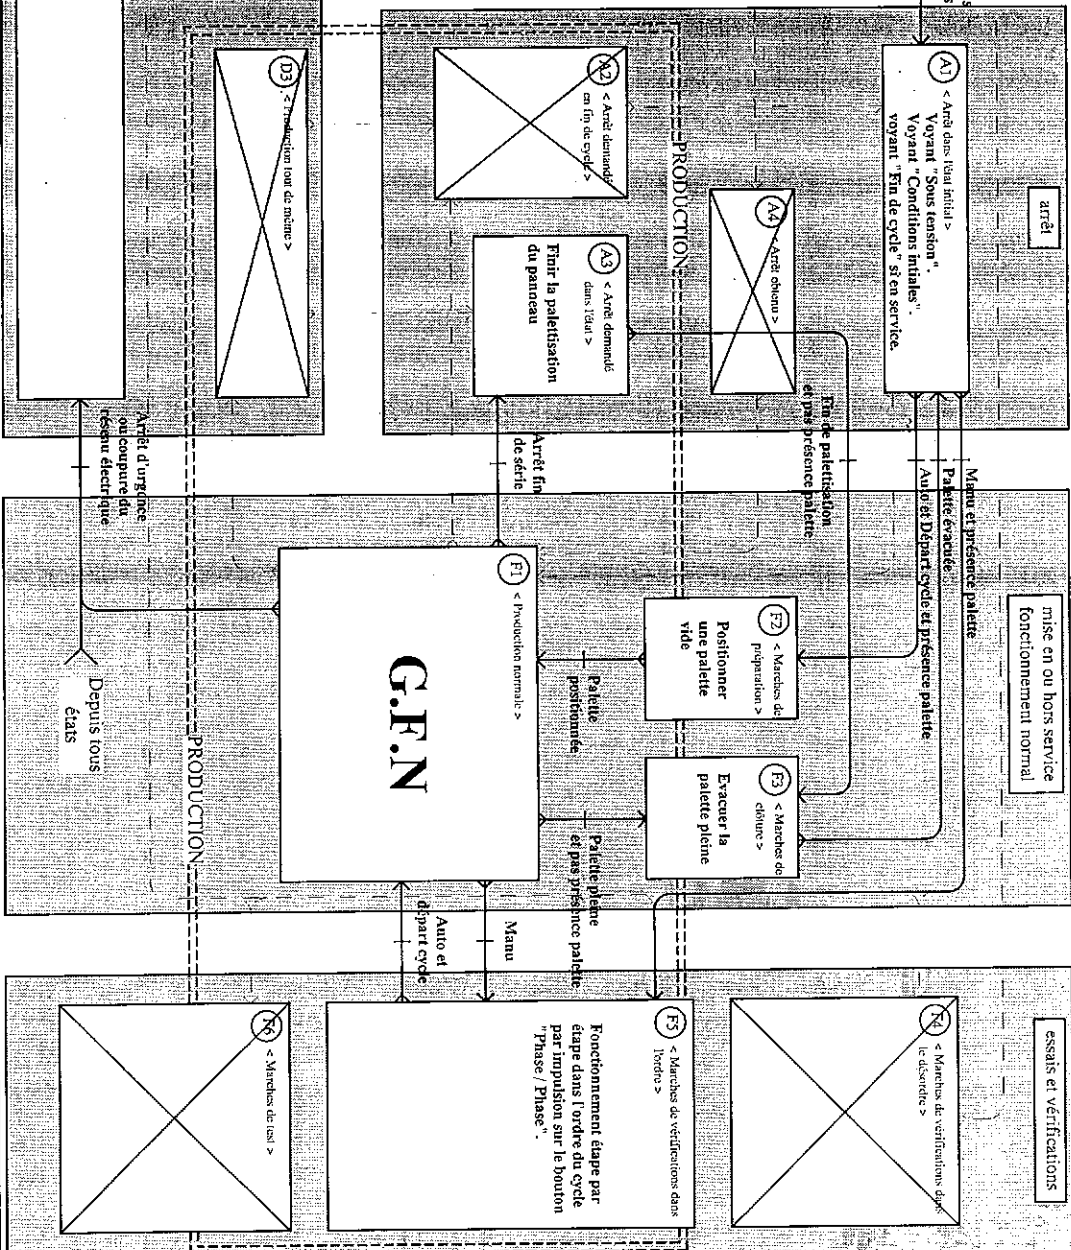 arrêt
A1 < Arrêt dans l'état initial >
Voyant "Sous tension".
Voyant "Conditions intiales".
voyant "Fin de cycle" si en service.
A4 < Arrêt obtenu >
A2 < Arrêt demandé
en fin de cycle >
A3 < Arrêt demandé
dans l'état >
Finir la palettisation
du panneau
PRODUCTION
D3 < Production tout de même >
Manu et présence palette
Palette évacuée
Auto et Départ cycle et présence palette
Fin de palettisation
et pas présence palette
Arrêt fin
de série
Arrêt d'urgence
ou coupure du
réseau électrique
mise en ou hors service
fonctionnement normal
F2 < Marches de
préparation >
Positionner
une palette
vide
F3 < Marches de
clôture >
Evacuer la
palette pleine
Palette
positionnée
Palette pleine
et pas présence palette
F1 < Production normale >
G.F.N
Depuis tous
états
PRODUCTION
Manu
Auto et
départ cycle
essais et vérifications
F4 < Marches de vérifications dans
le désordre >
F5 < Marches de vérifications dans
l'ordre >
Fonctionnement étape par
étape dans l'ordre du cycle
par impulsion sur le bouton
"Phase / Phase".
F6 < Marches de test >